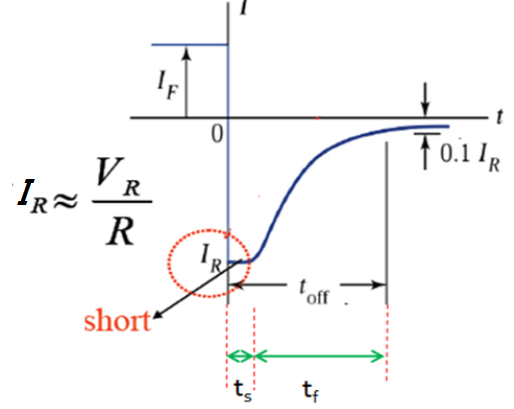 I
I_F
0
t
0.1 I_R
I_R ≈ V_R / R
I_R
t_off
short
t_s
t_f